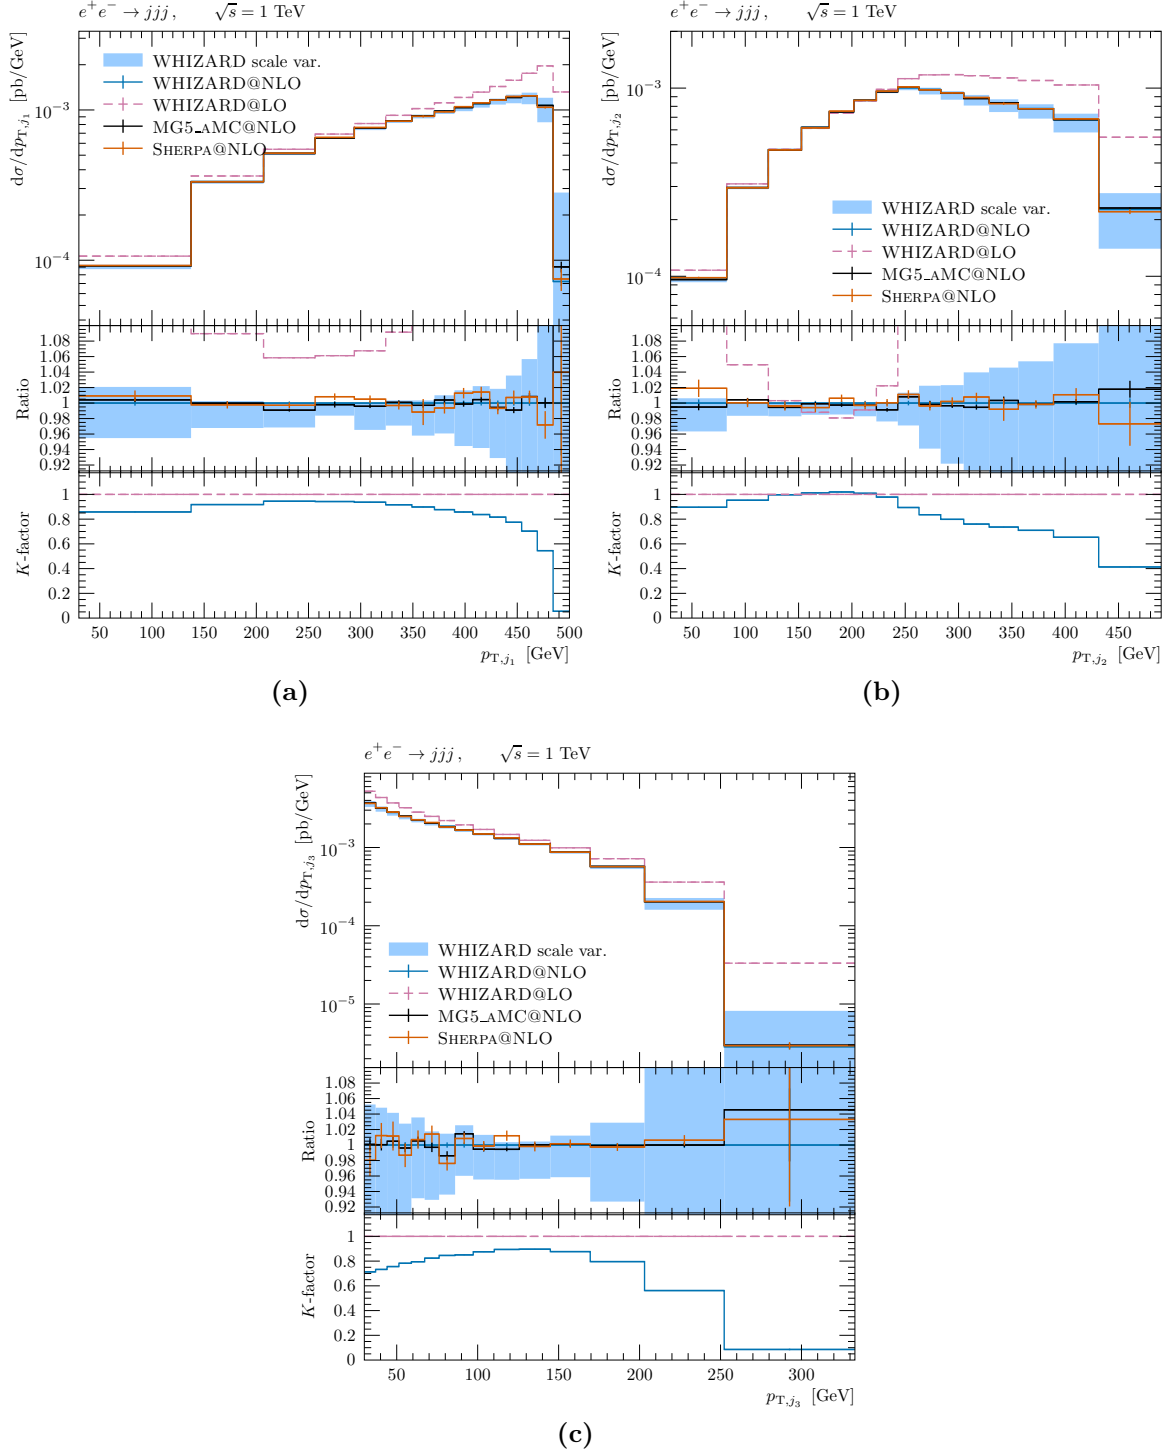 e⁺e⁻ → jjj , √s = 1 TeV
dσ/dp_T,j₁ [pb/GeV]
10⁻³
10⁻⁴
WHIZARD scale var.
WHIZARD@NLO
WHIZARD@LO
MG5_AMC@NLO
SHERPA@NLO
Ratio
1.08
1.06
1.04
1.02
1
0.98
0.96
0.94
0.92
K-factor
1
0.8
0.6
0.4
0.2
0
50 100 150 200 250 300 350 400 450 500
p_T,j₁ [GeV]
(a)
e⁺e⁻ → jjj , √s = 1 TeV
dσ/dp_T,j₂ [pb/GeV]
10⁻³
10⁻⁴
WHIZARD scale var.
WHIZARD@NLO
WHIZARD@LO
MG5_AMC@NLO
SHERPA@NLO
Ratio
1.08
1.06
1.04
1.02
1
0.98
0.96
0.94
0.92
K-factor
1
0.8
0.6
0.4
0.2
0
50 100 150 200 250 300 350 400 450
p_T,j₂ [GeV]
(b)
e⁺e⁻ → jjj , √s = 1 TeV
dσ/dp_T,j₃ [pb/GeV]
10⁻³
10⁻⁴
10⁻⁵
WHIZARD scale var.
WHIZARD@NLO
WHIZARD@LO
MG5_AMC@NLO
SHERPA@NLO
Ratio
1.08
1.06
1.04
1.02
1
0.98
0.96
0.94
0.92
K-factor
1
0.8
0.6
0.4
0.2
0
50 100 150 200 250 300
p_T,j₃ [GeV]
(c)